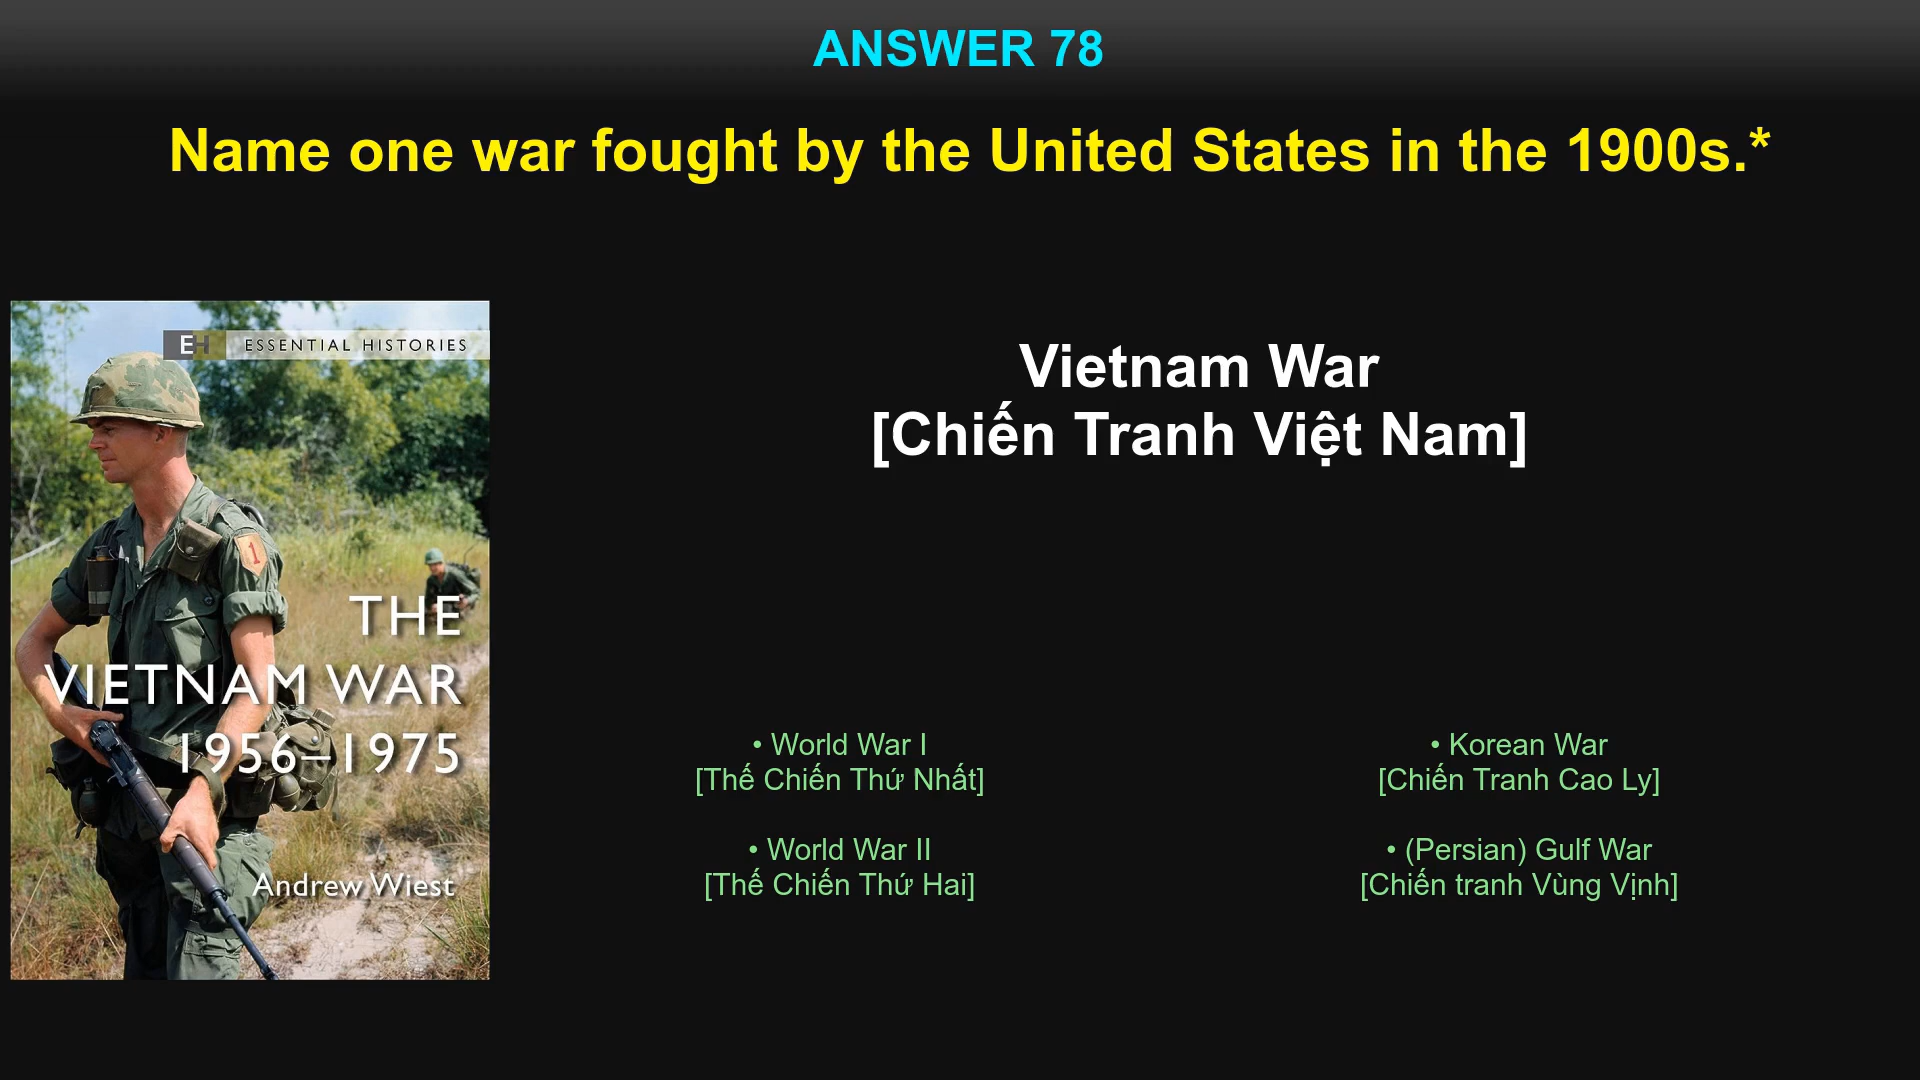 ANSWER 78
Name one war fought by the United States in the 1900s.*
EH ESSENTIAL HISTORIES
1
THE
VIETNAM WAR
1956–1975
Andrew Wiest
Vietnam War
[Chiến Tranh Việt Nam]
• World War I
[Thế Chiến Thứ Nhất]
• World War II
[Thế Chiến Thứ Hai]
• Korean War
[Chiến Tranh Cao Ly]
• (Persian) Gulf War
[Chiến tranh Vùng Vịnh]